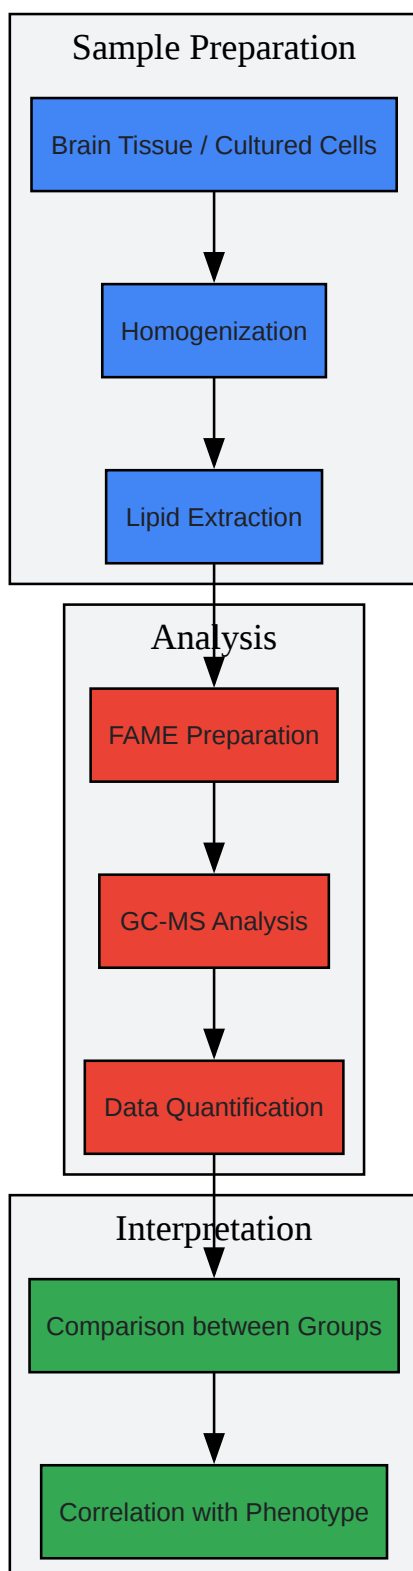 Sample Preparation
Brain Tissue / Cultured Cells
Homogenization
Lipid Extraction
Analysis
FAME Preparation
GC-MS Analysis
Data Quantification
Interpretation
Comparison between Groups
Correlation with Phenotype